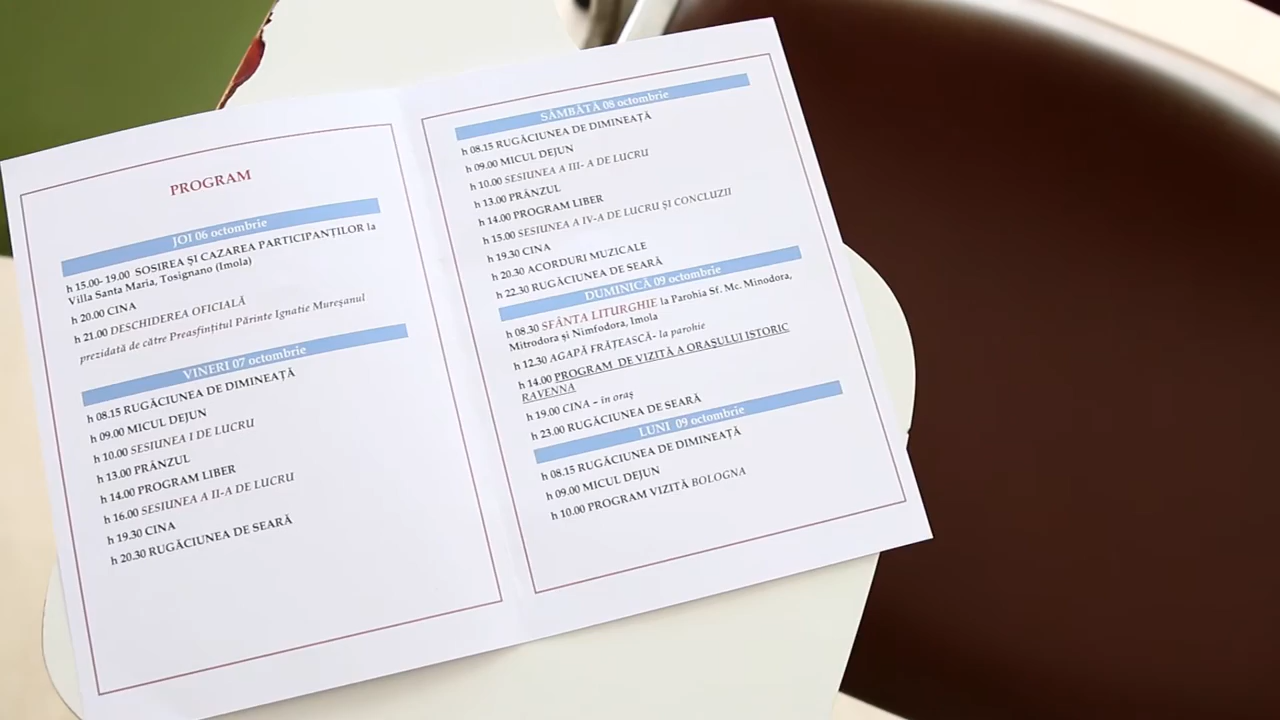 PROGRAM
JOI 06 octombrie
h 15.00- 19.00 SOSIREA ȘI CAZAREA PARTICIPANȚILOR la
Villa Santa Maria, Tosignano (Imola)
h 20.00 CINA
h 21.00 DESCHIDEREA OFICIALĂ
prezidată de către Preasfințitul Părinte Ignatie Mureșanul
VINERI 07 octombrie
h 08.15 RUGĂCIUNEA DE DIMINEAȚĂ
h 09.00 MICUL DEJUN
h 10.00 SESIUNEA I DE LUCRU
h 13.00 PRÂNZUL
h 14.00 PROGRAM LIBER
h 16.00 SESIUNEA A II-A DE LUCRU
h 19.30 CINA
h 20.30 RUGĂCIUNEA DE SEARĂ
SÂMBĂTĂ 08 octombrie
h 08.15 RUGĂCIUNEA DE DIMINEAȚĂ
h 09.00 MICUL DEJUN
h 10.00 SESIUNEA A III- A DE LUCRU
h 13.00 PRÂNZUL
h 14.00 PROGRAM LIBER
h 15.00 SESIUNEA A IV-A DE LUCRU ȘI CONCLUZII
h 19.30 CINA
h 20.30 ACORDURI MUZICALE
h 22.30 RUGĂCIUNEA DE SEARĂ
DUMINICĂ 09 octombrie
h 08.30 SFÂNTA LITURGHIE la Parohia Sf. Mc. Minodora,
Mitrodora și Nimfodora, Imola
h 12.30 AGAPĂ FRĂȚEASCĂ- la parohie
h 14.00 PROGRAM DE VIZITĂ A ORAȘULUI ISTORIC
RAVENNA
h 19.00 CINA – în oraș
h 23.00 RUGĂCIUNEA DE SEARĂ
LUNI 09 octombrie
h 08.15 RUGĂCIUNEA DE DIMINEAȚĂ
h 09.00 MICUL DEJUN
h 10.00 PROGRAM VIZITĂ BOLOGNA